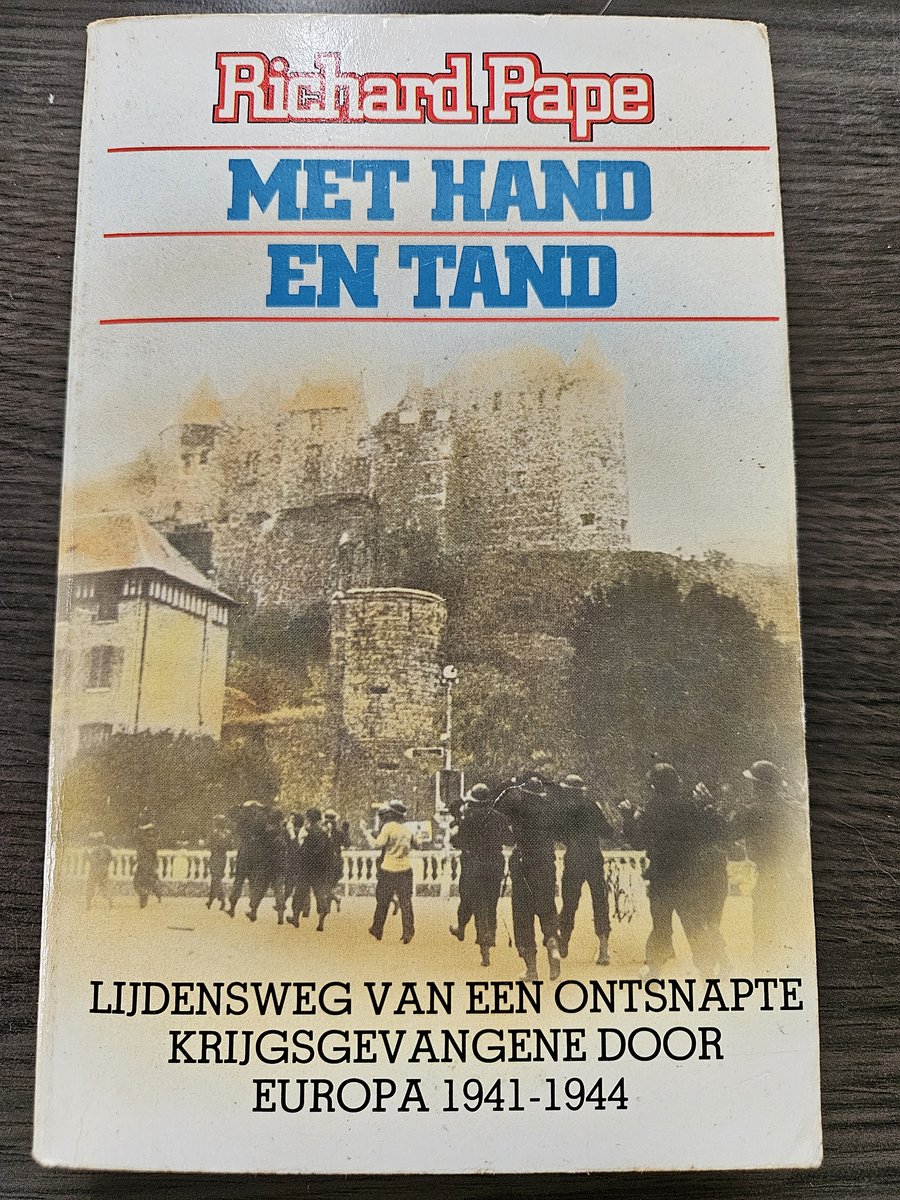 Richard Pape
MET HAND
EN TAND
LIJDENSWEG VAN EEN ONTSNAPTE
KRIJGSGEVANGENE DOOR
EUROPA 1941-1944